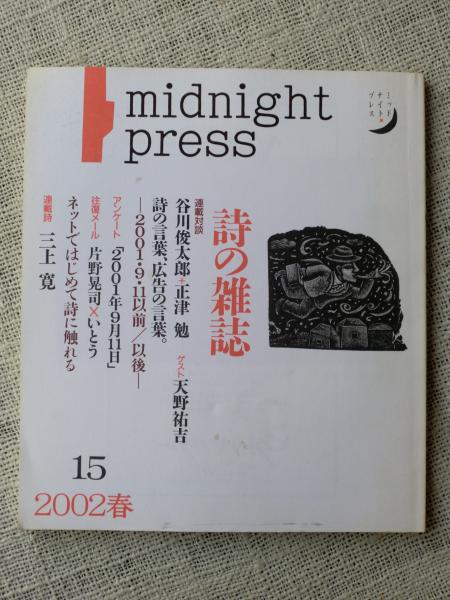 midnight
press
ミッド
ナイト・
プレス
詩の雑誌
連載対談
谷川俊太郎+正津 勉 ゲスト 天野祐吉
詩の言葉、広告の言葉。
―2001・9・11以前/以後―
アンケート「2001年9月11日」
往復メール 片野晃司×いとう
ネットではじめて詩に触れる
連載詩 三上 寛
15
2002春